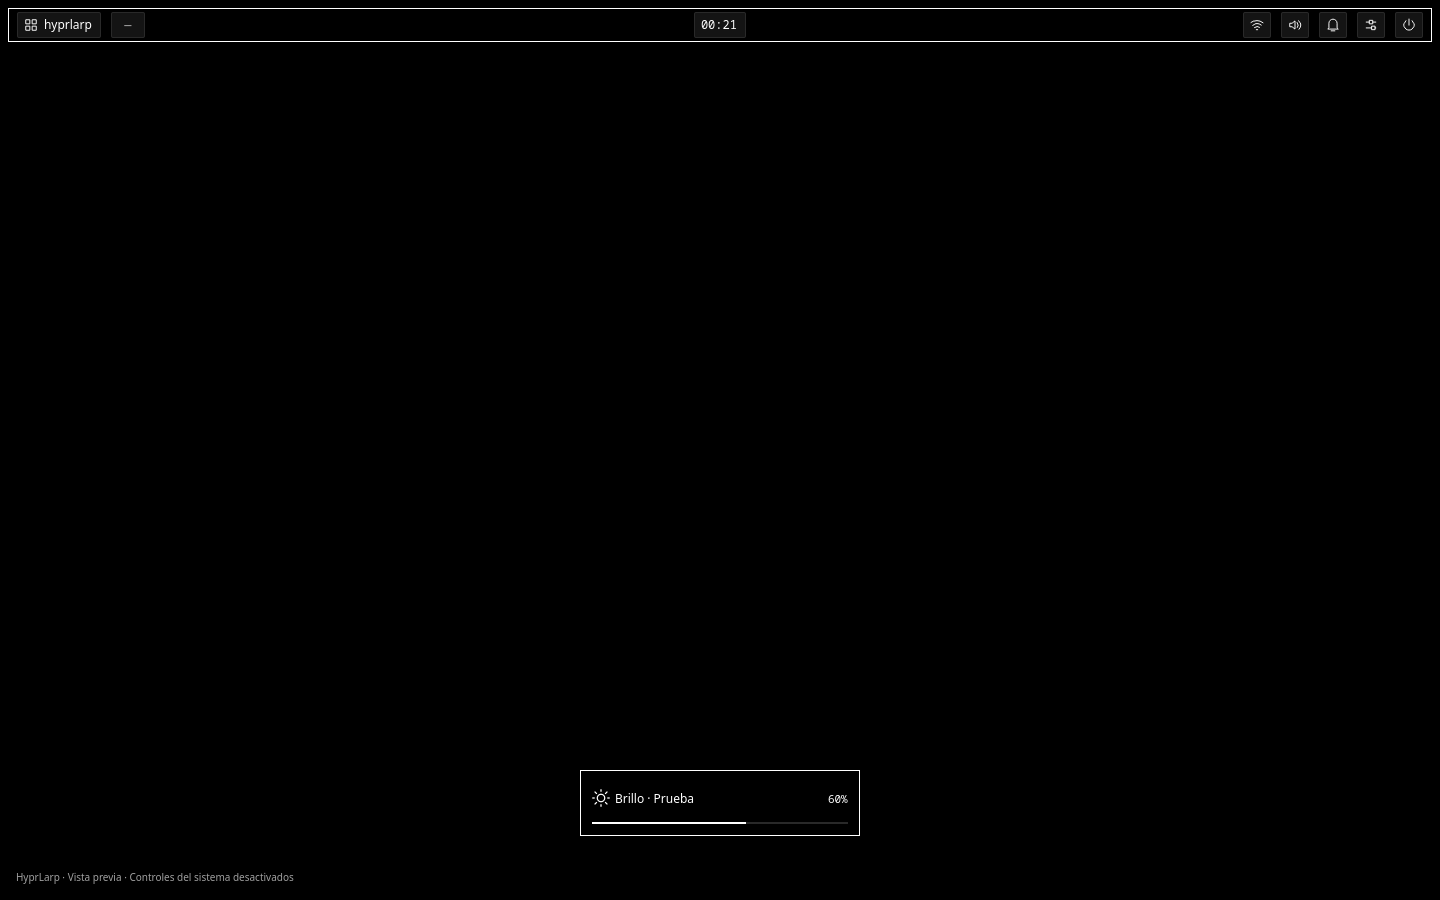 hyprlarp
—
00:21
Brillo · Prueba
60%
HyprLarp · Vista previa · Controles del sistema desactivados